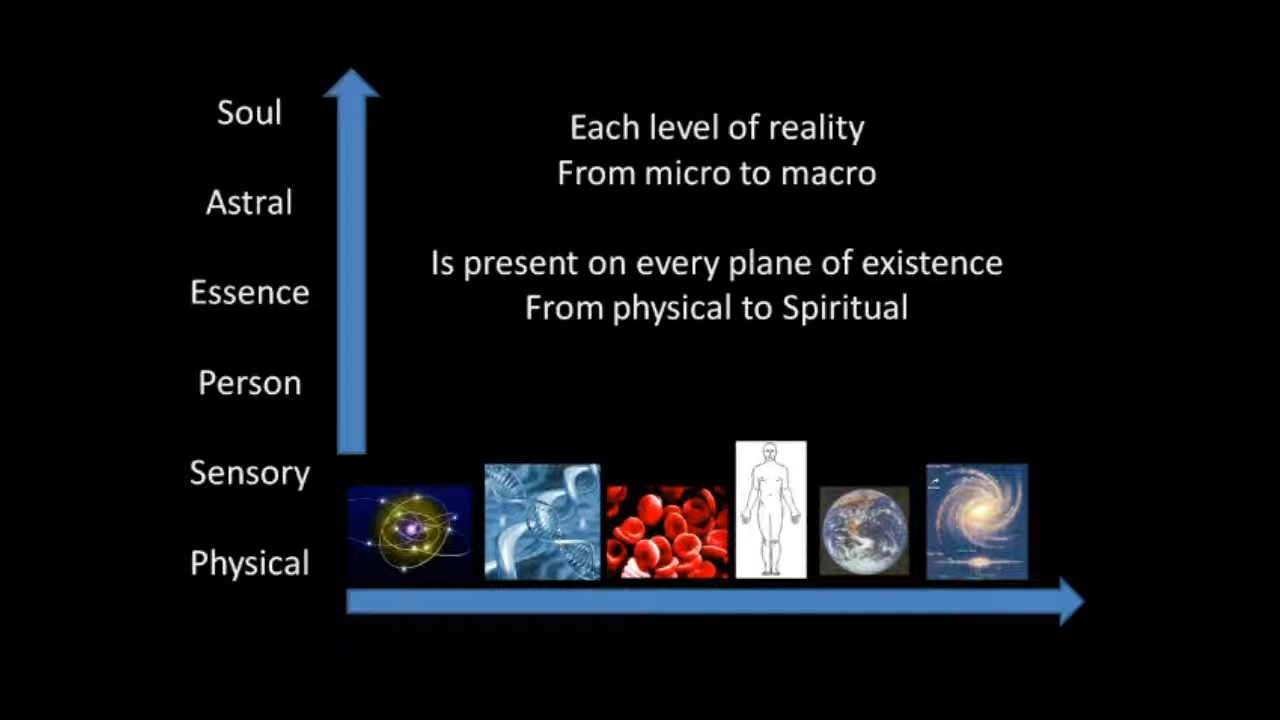 Soul
Astral
Essence
Person
Sensory
Physical
Each level of reality
From micro to macro
Is present on every plane of existence
From physical to Spiritual